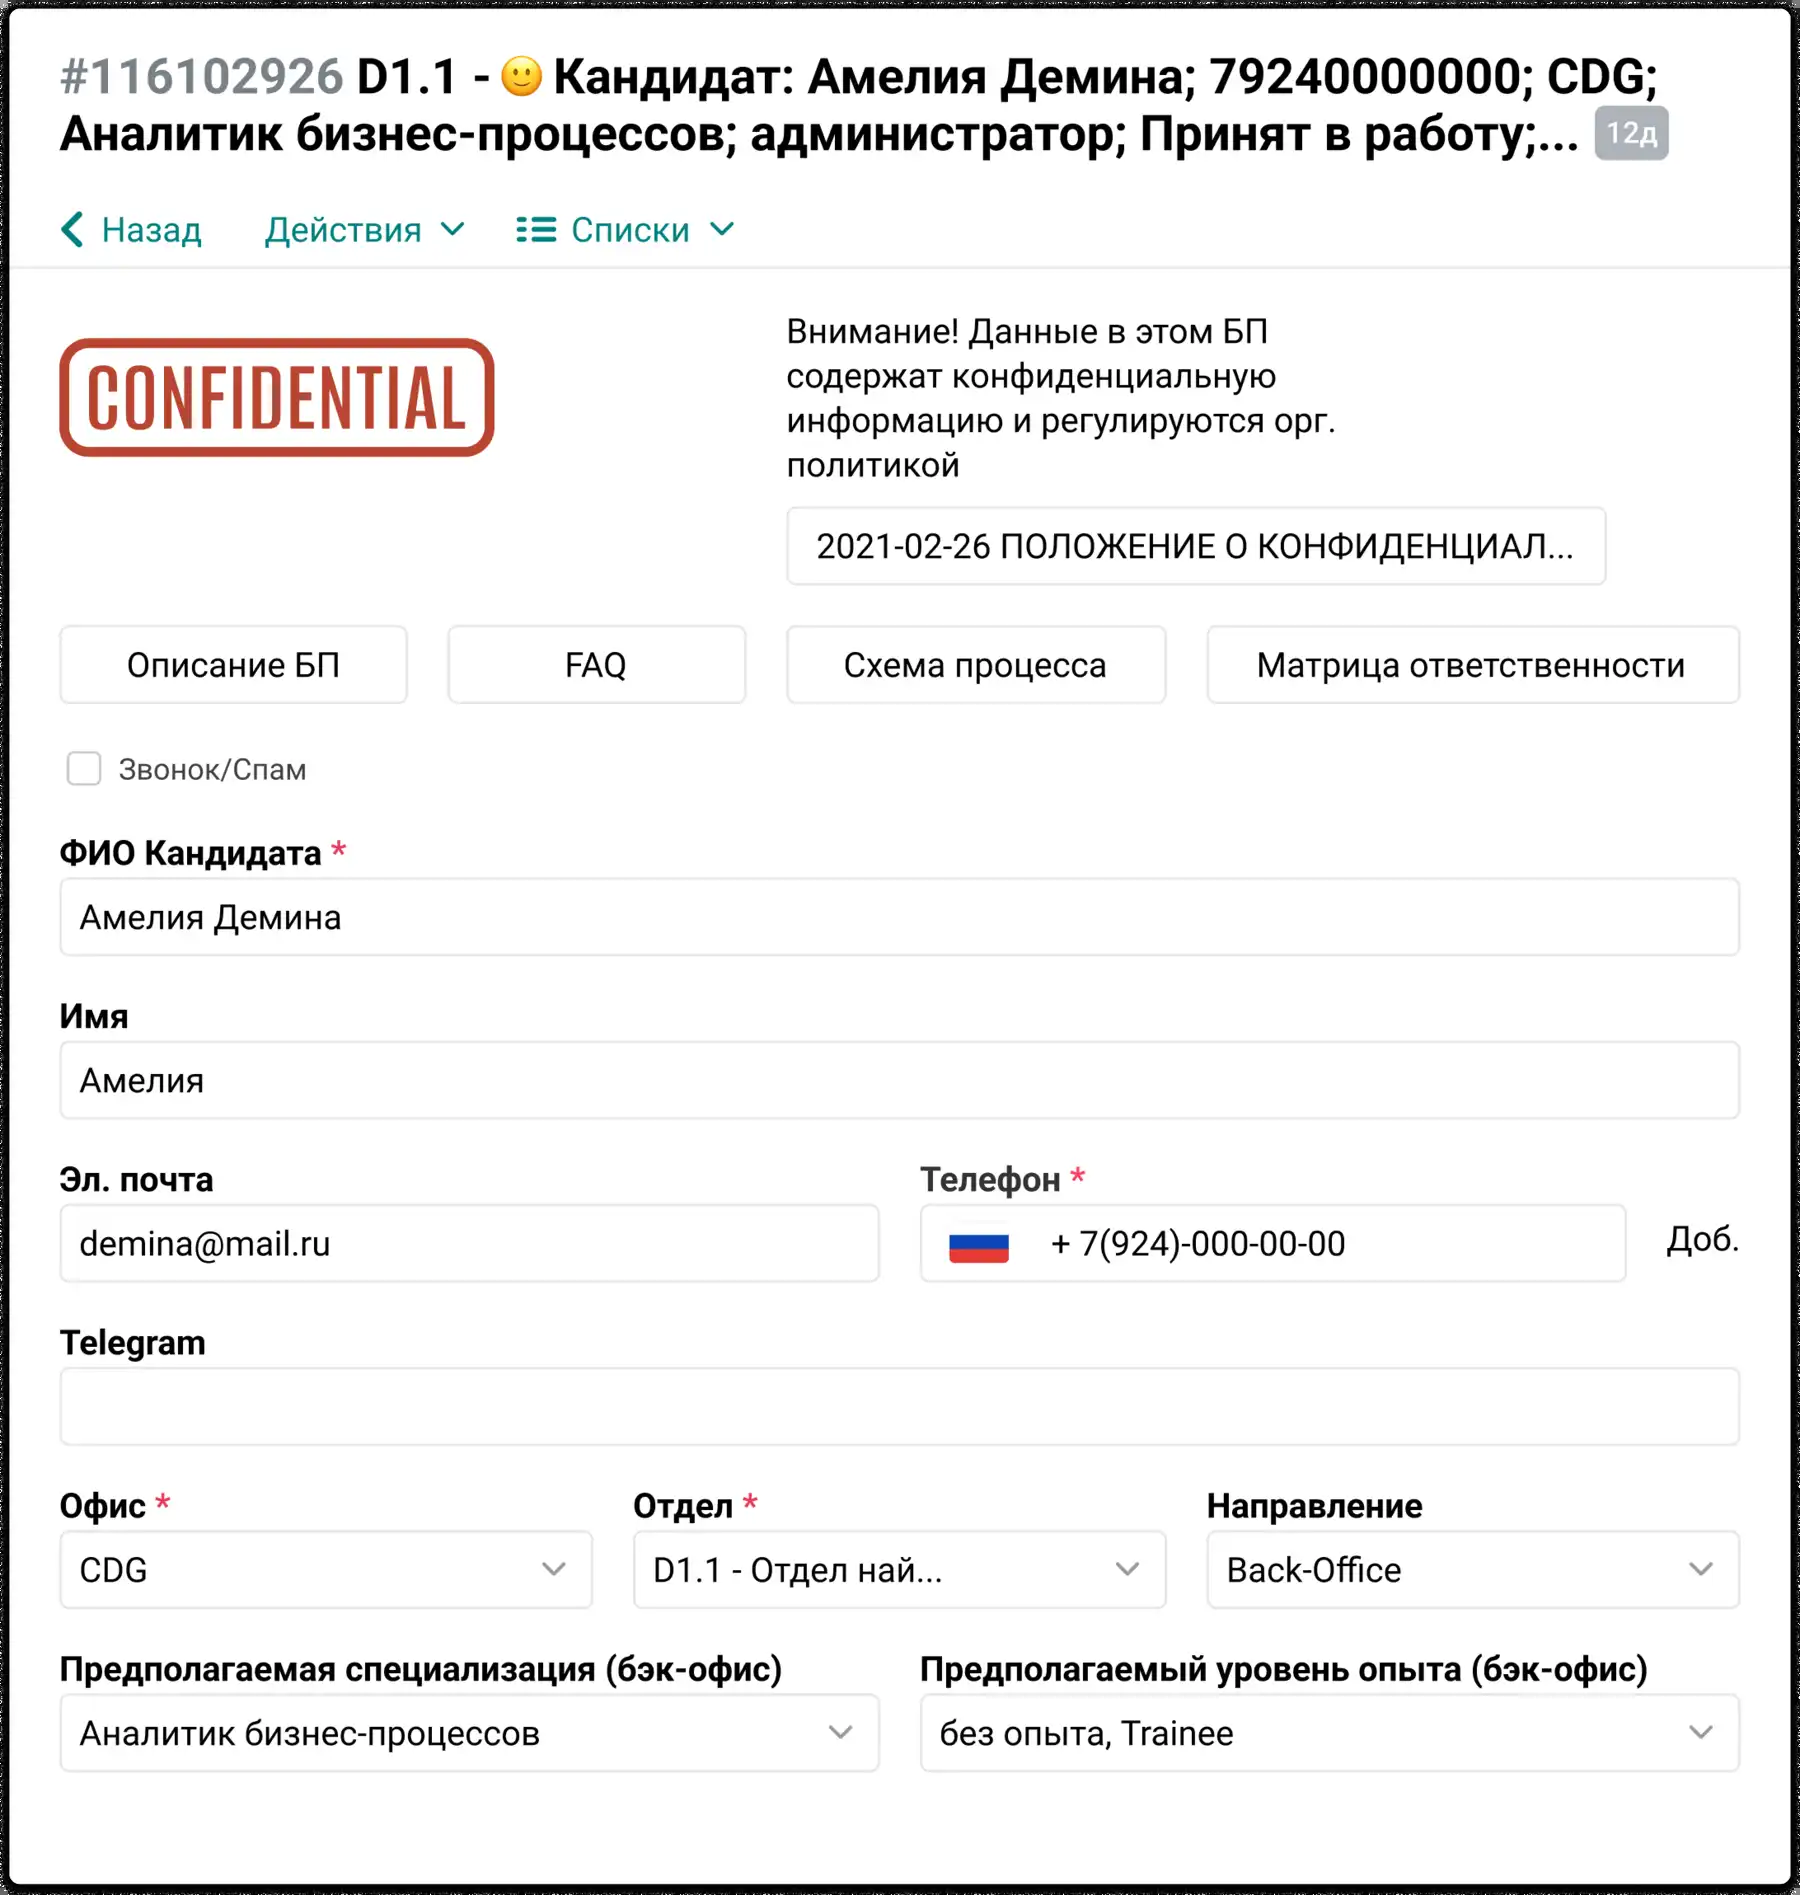 #116102926 D1.1 - 🙂 Кандидат: Амелия Демина; 79240000000; CDG;
Аналитик бизнес-процессов; администратор; Принят в работу;... 12д
Назад Действия Списки
CONFIDENTIAL
Внимание! Данные в этом БП
содержат конфиденциальную
информацию и регулируются орг.
политикой
2021-02-26 ПОЛОЖЕНИЕ О КОНФИДЕНЦИАЛ...
Описание БП FAQ Схема процесса Матрица ответственности
Звонок/Спам
ФИО Кандидата *
Амелия Демина
Имя
Амелия
Эл. почта Телефон *
demina@mail.ru + 7(924)-000-00-00 Доб.
Telegram
Офис * Отдел * Направление
CDG D1.1 - Отдел най... Back-Office
Предполагаемая специализация (бэк-офис) Предполагаемый уровень опыта (бэк-офис)
Аналитик бизнес-процессов без опыта, Trainee